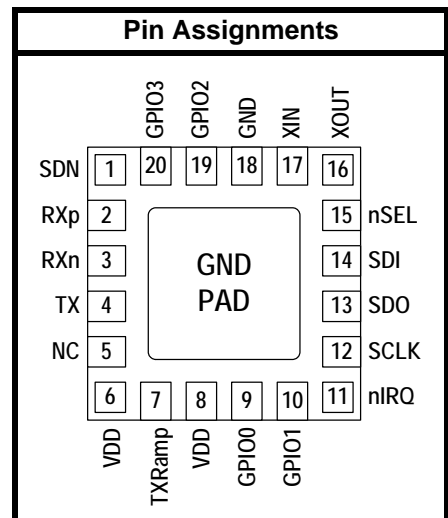 Pin Assignments
GPIO3
GPIO2
GND
XIN
XOUT
SDN 1 20 19 18 17 16
RXp 2 15 nSEL
RXn 3 GND 14 SDI
TX 4 PAD 13 SDO
NC 5 12 SCLK
6 7 8 9 10 11 nIRQ
VDD
TXRamp
VDD
GPIO0
GPIO1